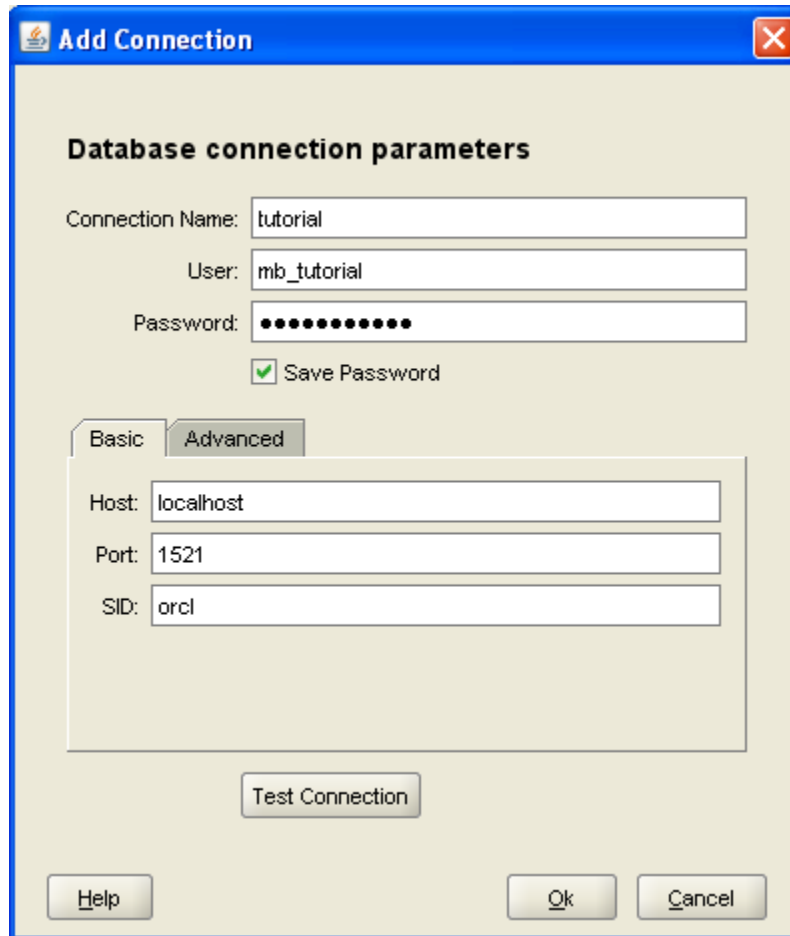 Add Connection
Database connection parameters
Connection Name: tutorial
User: mb_tutorial
Password: •••••••••••
Save Password
Basic Advanced
Host: localhost
Port: 1521
SID: orcl
Test Connection
Help Ok Cancel